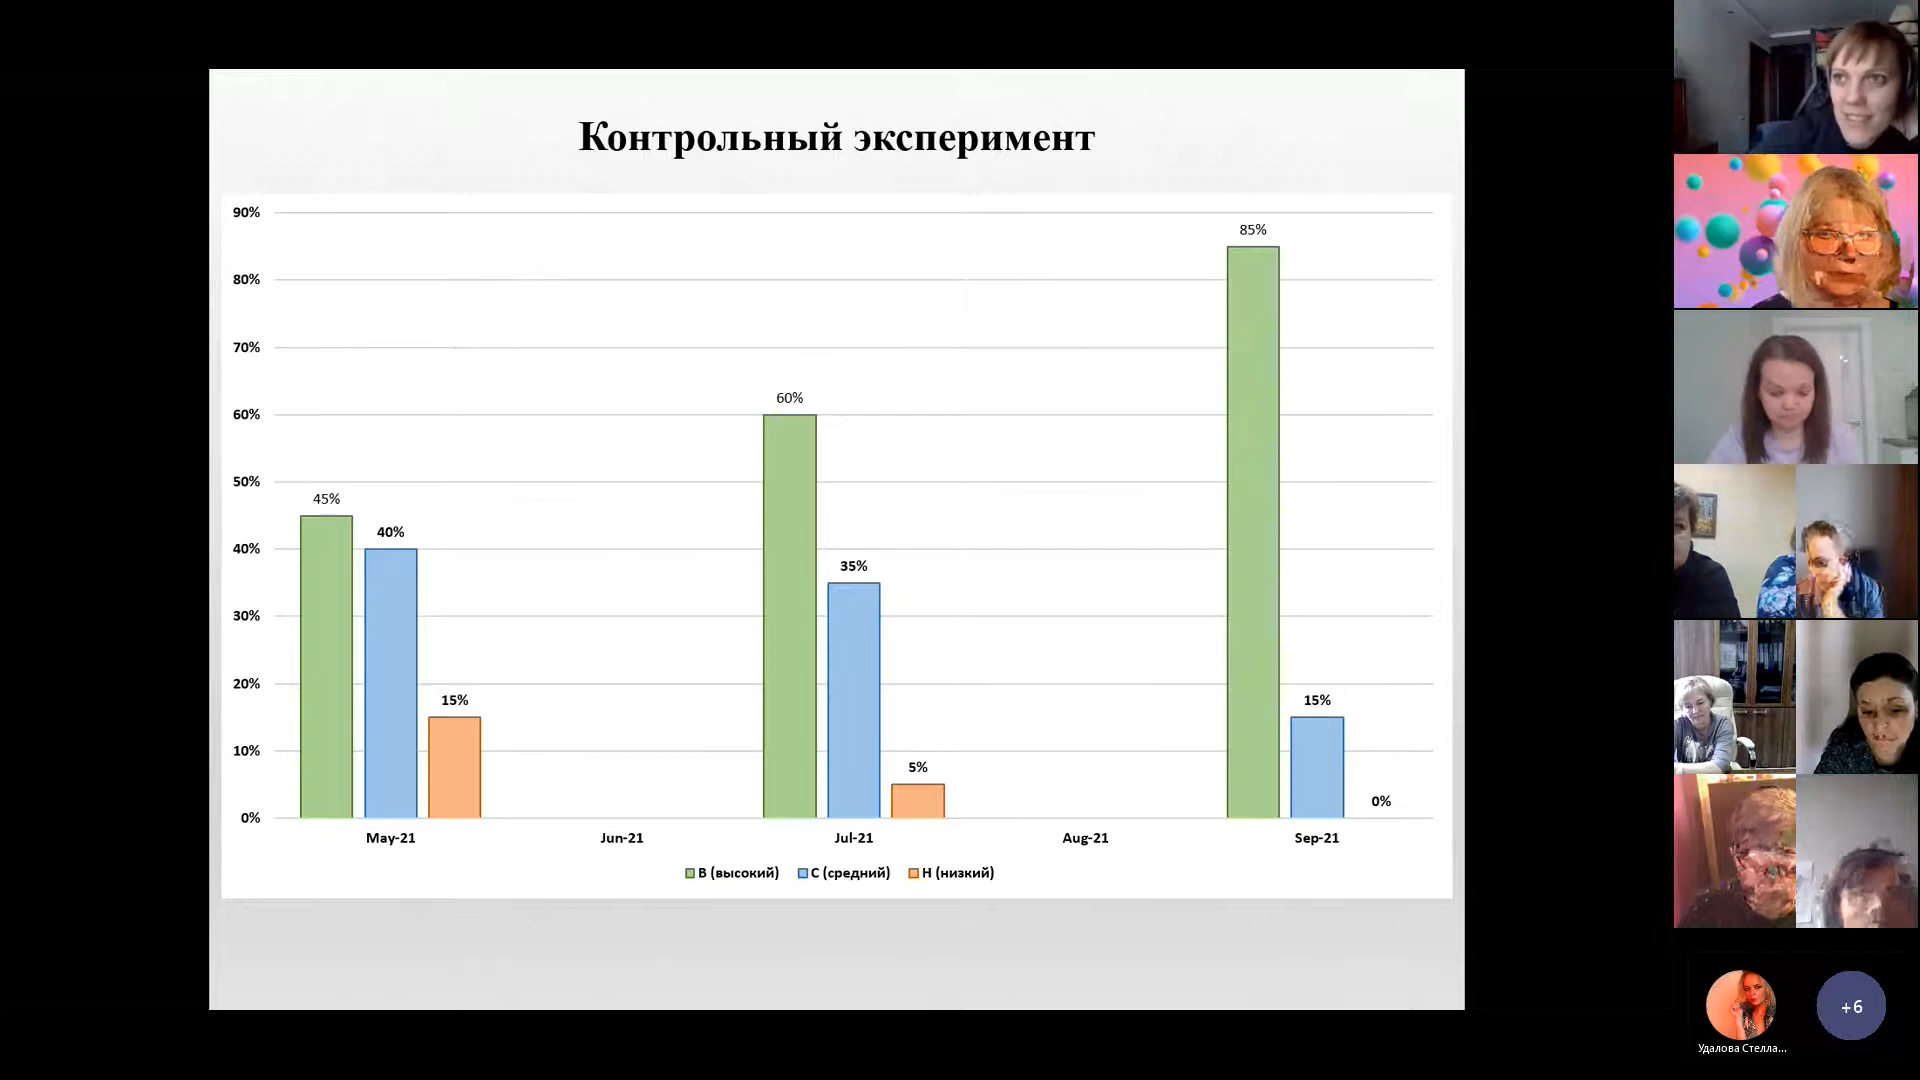 Контрольный эксперимент
90%
80%
70%
60%
50%
40%
30%
20%
10%
0%
45%
40%
15%
60%
35%
5%
85%
15%
0%
May-21
Jun-21
Jul-21
Aug-21
Sep-21
В (высокий)
С (средний)
Н (низкий)
Удалова Стелла...
+6